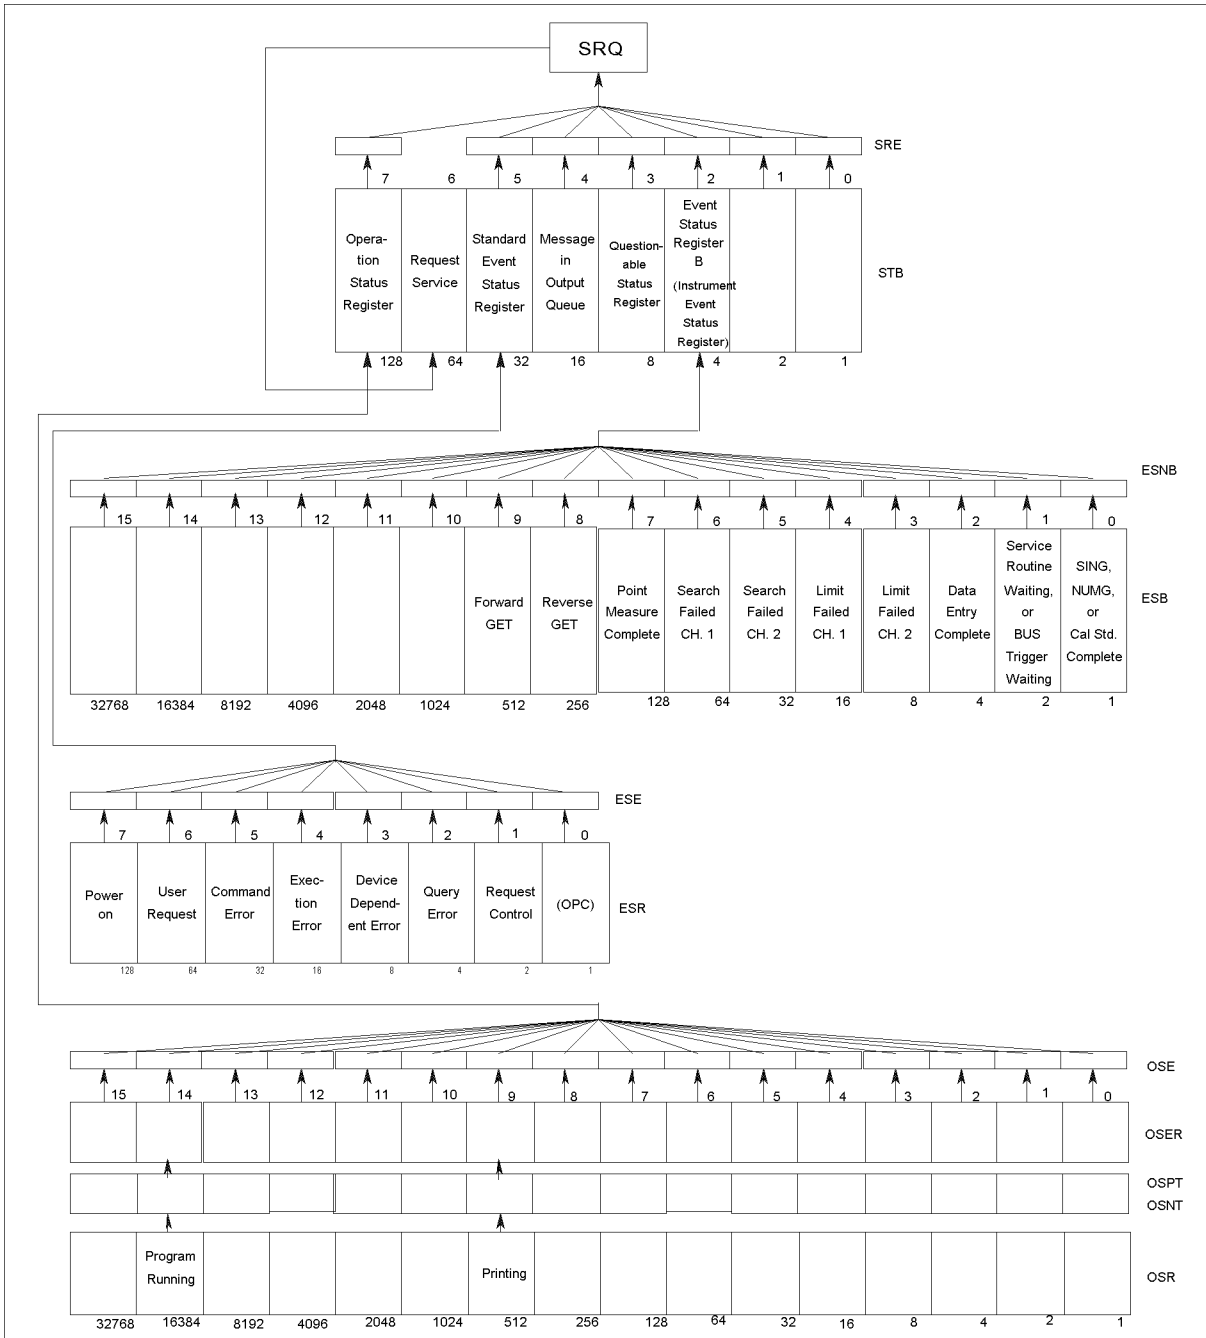 SRQ
SRE
7 6 5 4 3 2 1 0
Opera-
tion
Status
Register
Request
Service
Standard
Event
Status
Register
Message
in
Output
Queue
Question-
able
Status
Register
Event
Status
Register
B
(Instrument
Event
Status
Register)
STB
128 64 32 16 8 4 2 1
ESNB
15 14 13 12 11 10 9 8 7 6 5 4 3 2 1 0
Forward
GET
Reverse
GET
Point
Measure
Complete
Search
Failed
CH. 1
Search
Failed
CH. 2
Limit
Failed
CH. 1
Limit
Failed
CH. 2
Data
Entry
Complete
Service
Routine
Waiting,
or
BUS
Trigger
Waiting
SING,
NUMG,
or
Cal Std.
Complete
ESB
32768 16384 8192 4096 2048 1024 512 256 128 64 32 16 8 4 2 1
ESE
7 6 5 4 3 2 1 0
Power
on
User
Request
Command
Error
Exec-
tion
Error
Device
Depend-
ent Error
Query
Error
Request
Control
(OPC)
ESR
128 64 32 16 8 4 2 1
OSE
15 14 13 12 11 10 9 8 7 6 5 4 3 2 1 0
OSER
OSPT
OSNT
Program
Running
Printing
OSR
32768 16384 8192 4096 2048 1024 512 256 128 64 32 16 8 4 2 1